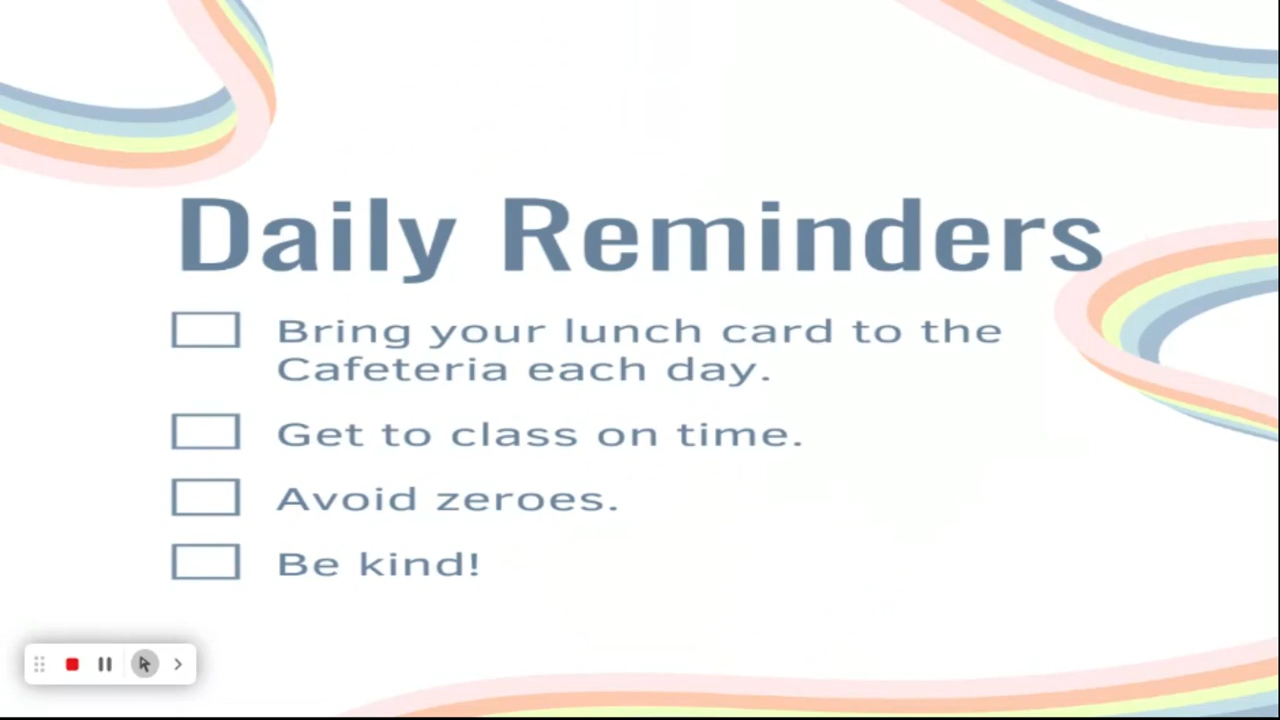 Daily Reminders
Bring your lunch card to the
Cafeteria each day.
Get to class on time.
Avoid zeroes.
Be kind!